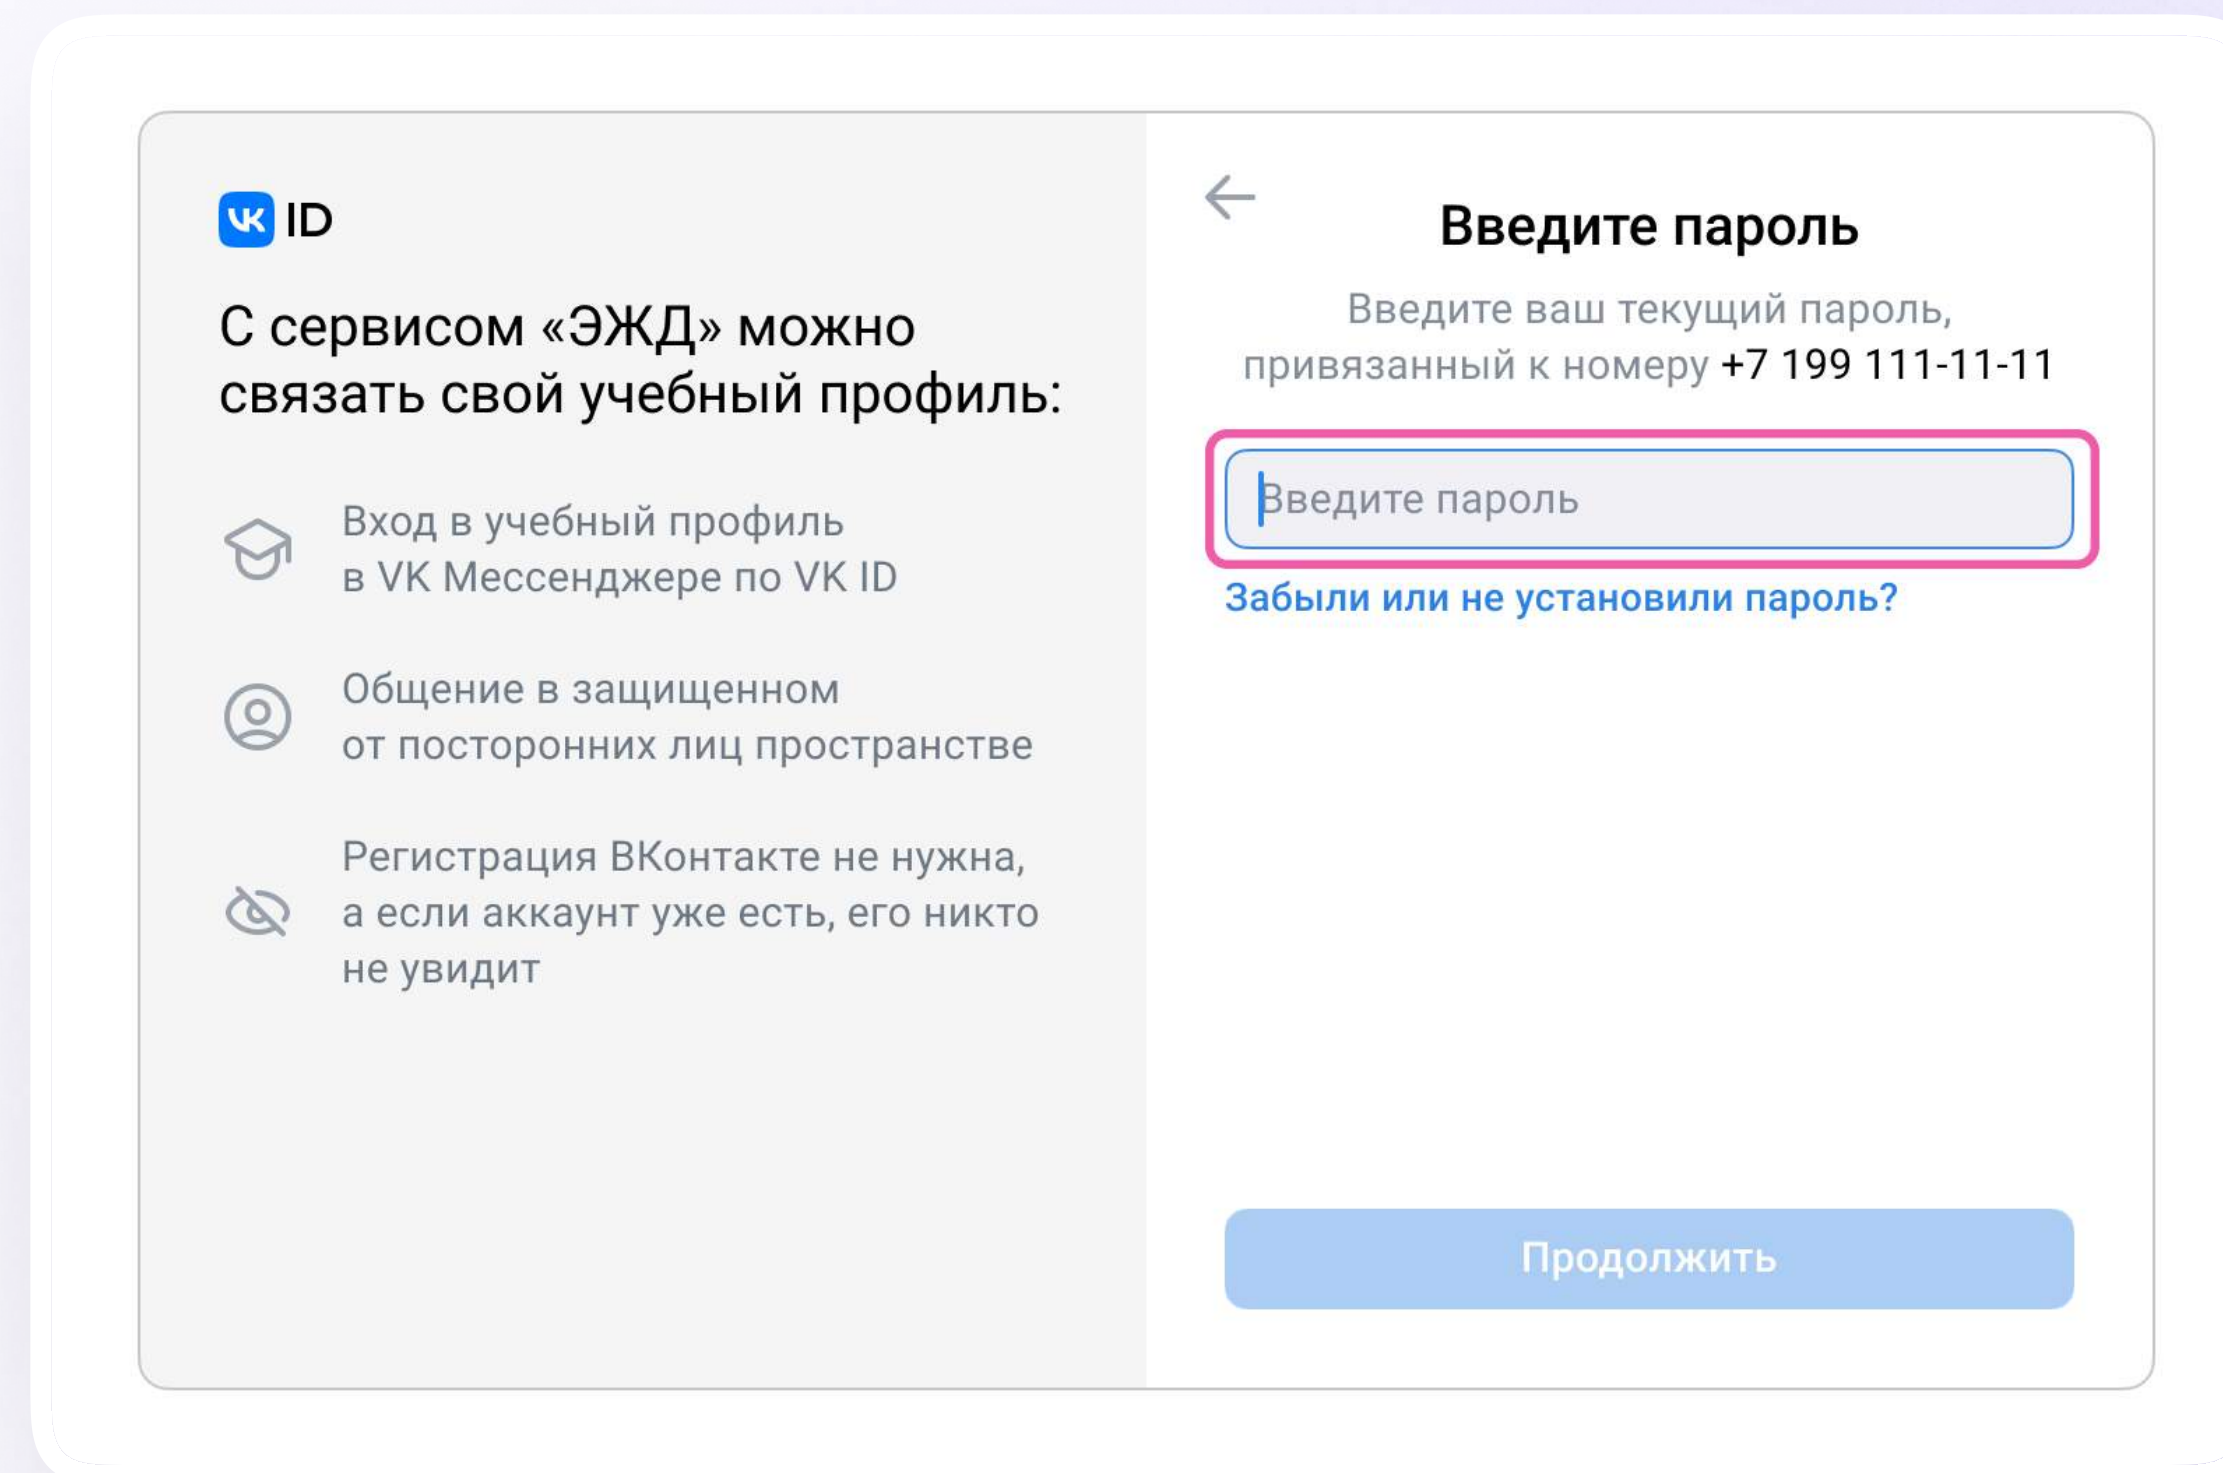 VK ID
С сервисом «ЭЖД» можно
связать свой учебный профиль:
Вход в учебный профиль
в VK Мессенджере по VK ID
Общение в защищенном
от посторонних лиц пространстве
Регистрация ВКонтакте не нужна,
а если аккаунт уже есть, его никто
не увидит
Введите пароль
Введите ваш текущий пароль,
привязанный к номеру +7 199 111-11-11
Введите пароль
Забыли или не установили пароль?
Продолжить